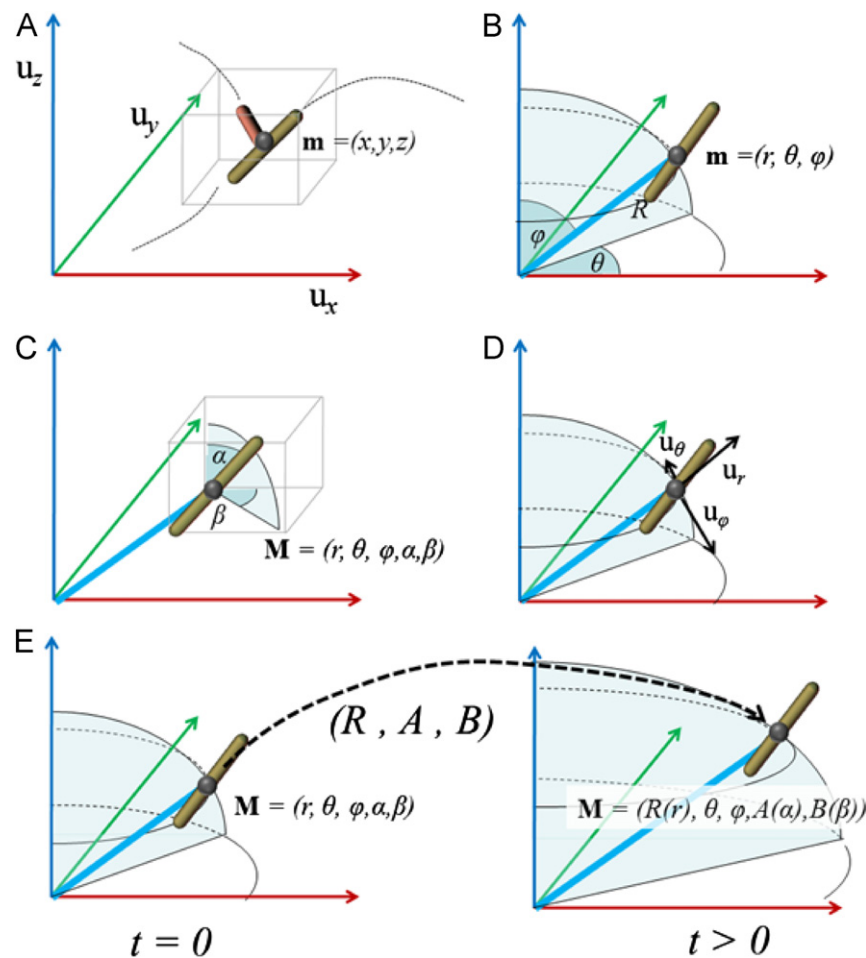 A
u_z
u_y
m =(x,y,z)
u_x
B
m =(r, θ, φ)
R
φ
θ
C
α
β
M = (r, θ, φ,α,β)
D
u_θ
u_r
u_φ
E
(R , A , B)
M = (r, θ, φ,α,β)
M = (R(r), θ, φ,A(α),B(β))
t = 0
t > 0